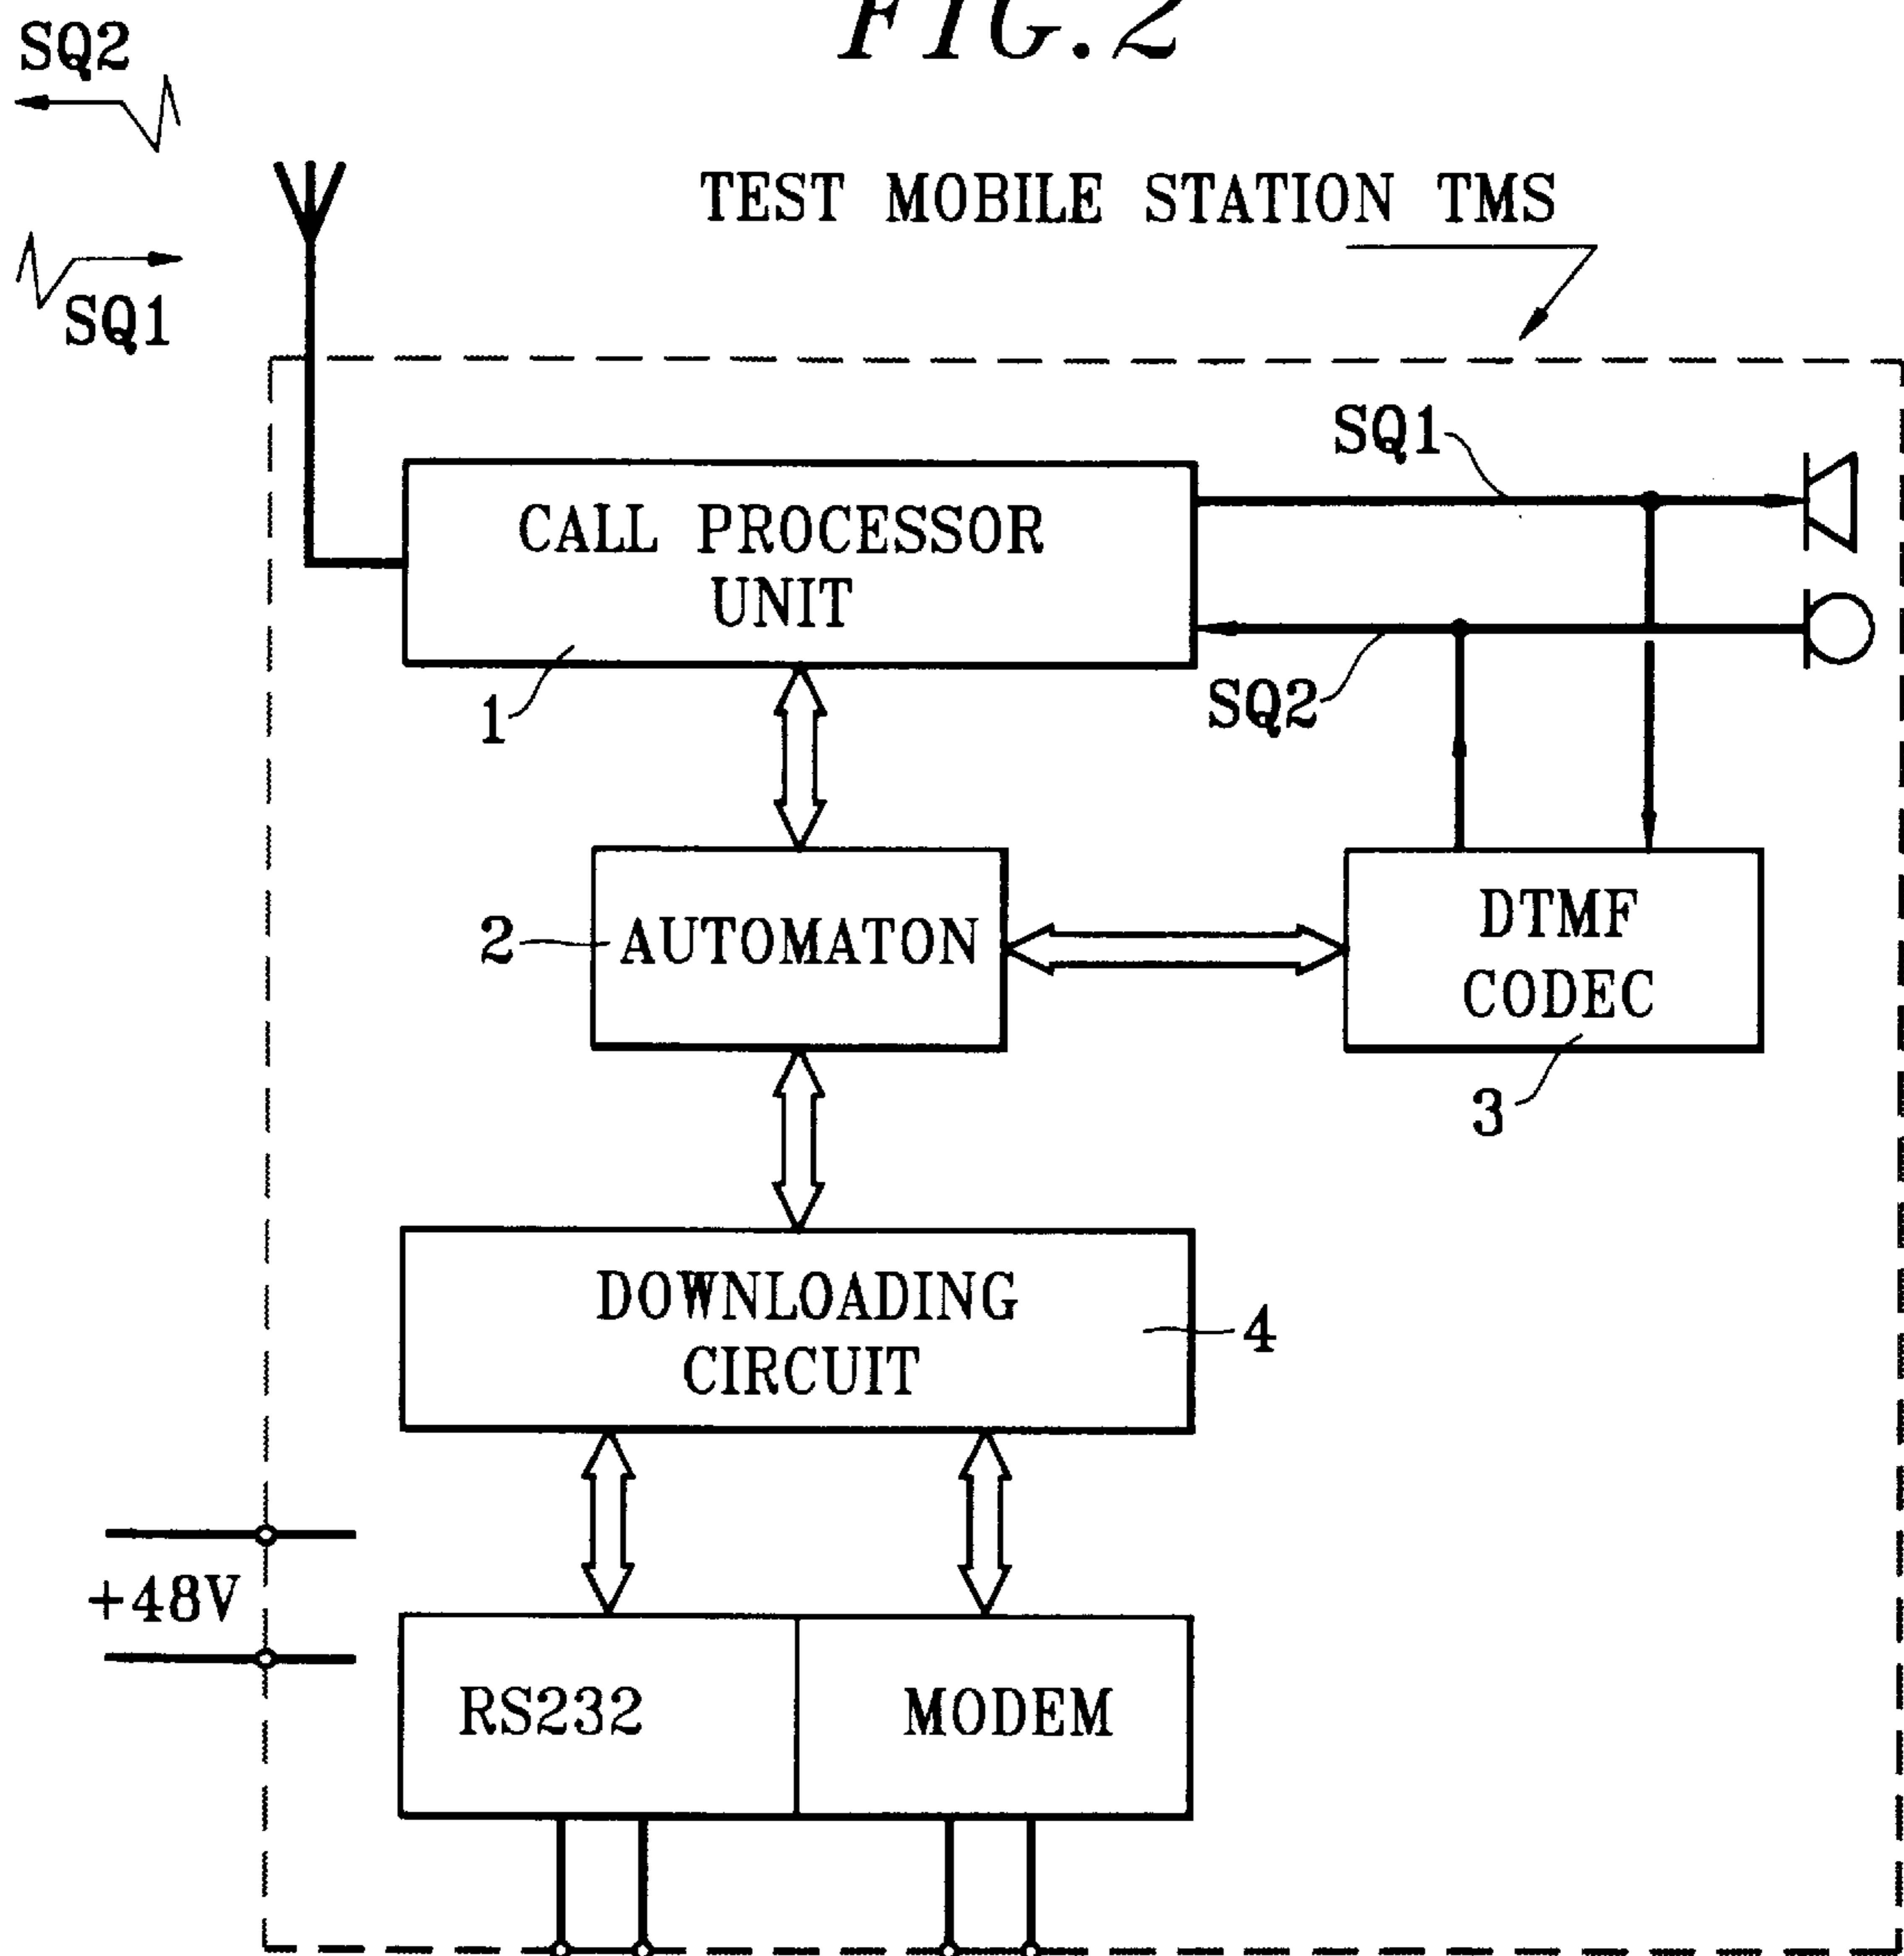 FIG.2
SQ2
TEST MOBILE STATION TMS
SQ1
SQ1
CALL PROCESSOR
UNIT
1
SQ2
2
AUTOMATON
DTMF
CODEC
3
DOWNLOADING
CIRCUIT
4
+48V
RS232
MODEM